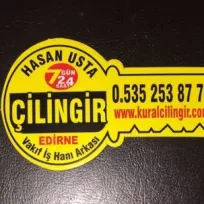 HASAN USTA
7 GÜN
24 SAAT
ÇİLİNGİR
EDİRNE
Vakıf İş Hanı Arkası
0.535 253 87 7
www.kuralcilingir.co